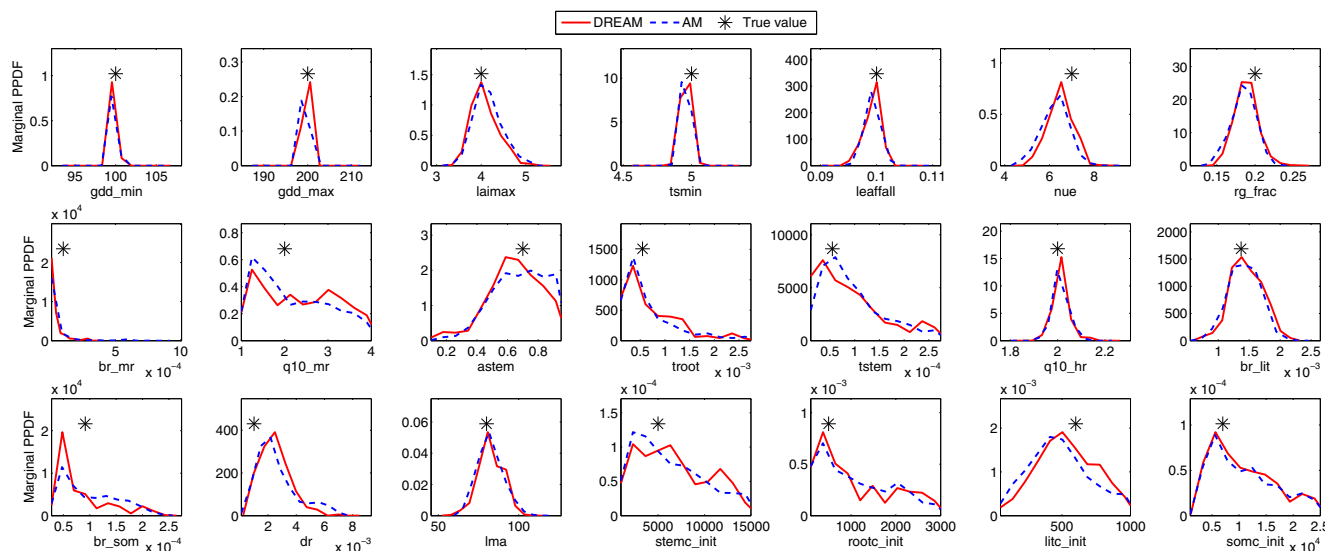 DREAM AM True value
Marginal PPDF
0 0.5 1
95 100 105
gdd_min
0 0.1 0.2 0.3
190 200 210
gdd_max
0 0.5 1 1.5
3 4 5
laimax
0 5 10
4.5 5
tsmin
0 100 200 300 400
0.09 0.1 0.11
leaffall
0 0.5 1
4 6 8
nue
0 10 20 30
0.15 0.2 0.25
rg_frac
Marginal PPDF
x 10^4
0 1 2
5 10
br_mr
x 10^-4
0 0.2 0.4 0.6 0.8
1 2 3 4
q10_mr
0 1 2 3
0.2 0.4 0.6 0.8
astem
0 500 1000 1500
0.5 1 1.5 2 2.5
troot
x 10^-3
0 5000 10000
0.5 1 1.5 2 2.5
tstem
x 10^-4
0 5 10 15 20
1.8 2 2.2
q10_hr
0 500 1000 1500 2000
1 1.5 2 2.5
br_lit
x 10^-3
Marginal PPDF
x 10^4
0 1 2
0.5 1 1.5 2 2.5
br_som
x 10^-4
0 200 400
2 4 6 8
dr
x 10^-3
0 0.02 0.04 0.06
50 100
lma
x 10^-4
0 0.5 1 1.5
5000 10000 15000
stemc_init
x 10^-3
0 0.5 1
1000 2000 3000
rootc_init
x 10^-3
0 1 2
500 1000
litc_init
x 10^-4
0 0.5 1
0.5 1 1.5 2 2.5
somc_init
x 10^4